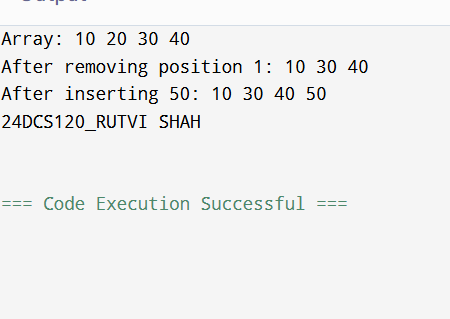 Array: 10 20 30 40
After removing position 1: 10 30 40
After inserting 50: 10 30 40 50
24DCS120_RUTVI SHAH
=== Code Execution Successful ===